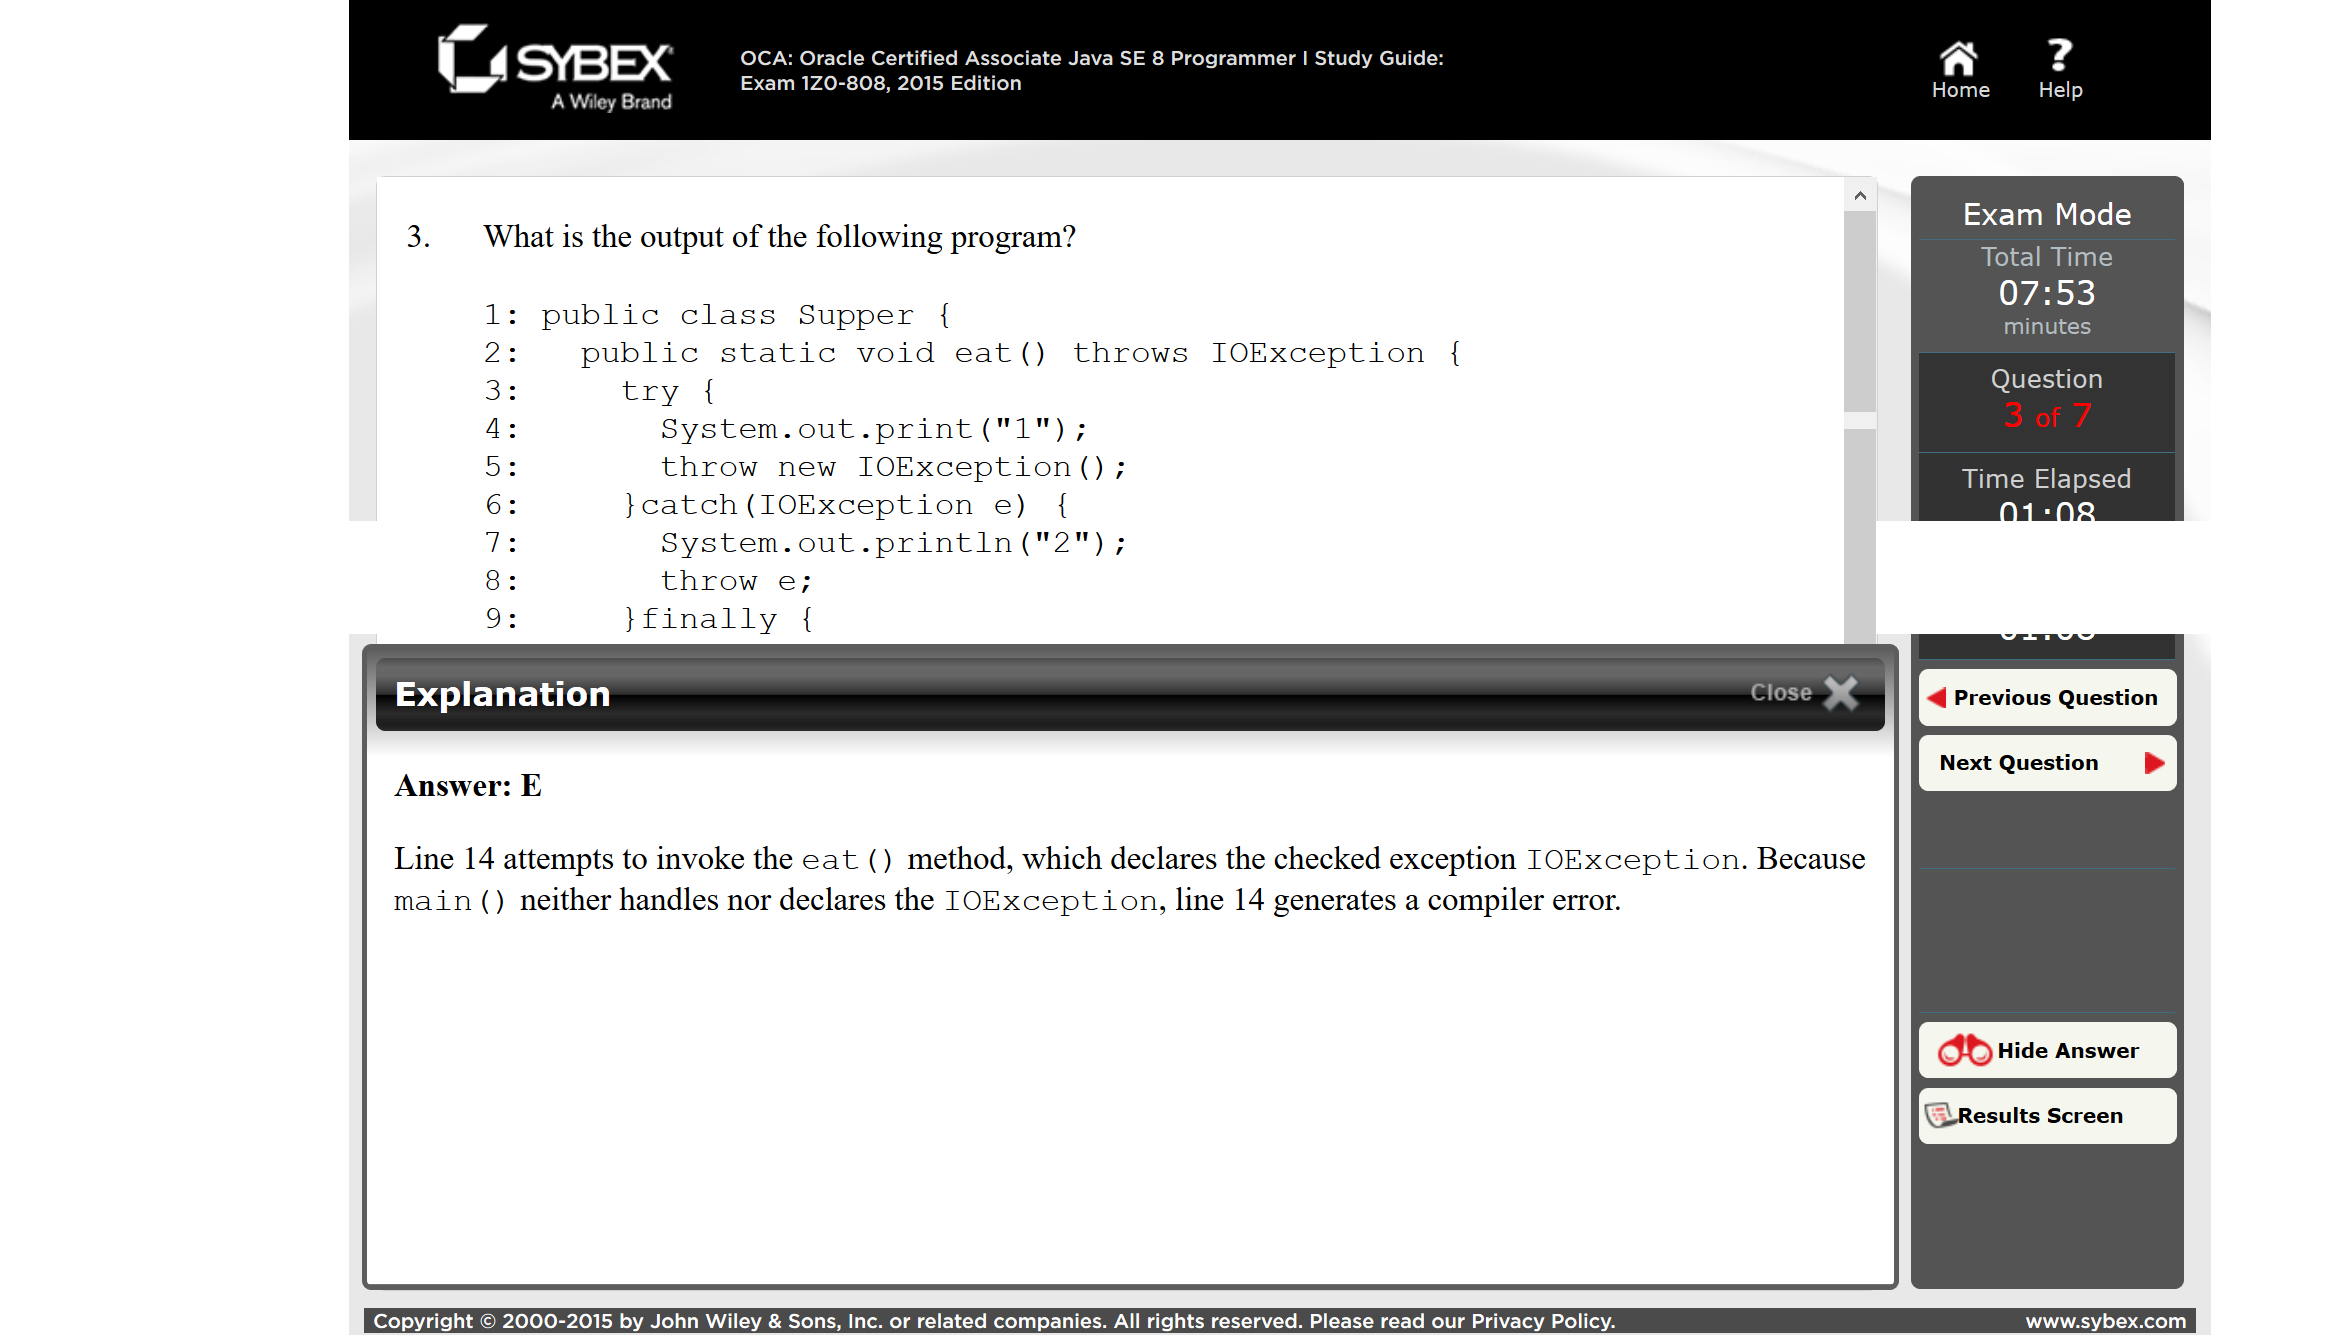 SYBEX
A Wiley Brand
OCA: Oracle Certified Associate Java SE 8 Programmer I Study Guide:
Exam 1Z0-808, 2015 Edition
Home
Help
3. What is the output of the following program?
1: public class Supper {
2:   public static void eat() throws IOException {
3:     try {
4:       System.out.print("1");
5:       throw new IOException();
6:     }catch(IOException e) {
7:       System.out.println("2");
8:       throw e;
9:     }finally {
Exam Mode
Total Time
07:53
minutes
Question
3 of 7
Time Elapsed
01:08
Explanation
Close
Answer: E
Line 14 attempts to invoke the eat() method, which declares the checked exception IOException. Because
main() neither handles nor declares the IOException, line 14 generates a compiler error.
Previous Question
Next Question
Hide Answer
Results Screen
Copyright © 2000-2015 by John Wiley & Sons, Inc. or related companies. All rights reserved. Please read our Privacy Policy.
www.sybex.com